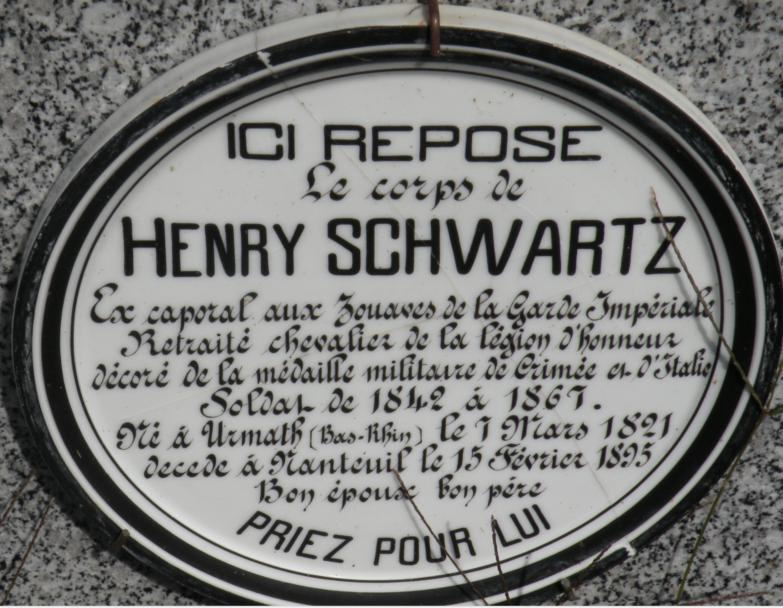 ICI REPOSE
Le corps de
HENRY SCHWARTZ
Ex caporal aux Zouaves de la Garde Impériale
Retraité chevalier de la légion d'honneur
décoré de la médaille militaire de Crimée et d'Italie
Soldat de 1842 à 1867.
Né à Urmath (Bas-Rhin) le 7 Mars 1821
decede à Nanteuil le 15 Février 1895
Bon époux bon pére
PRIEZ POUR LUI